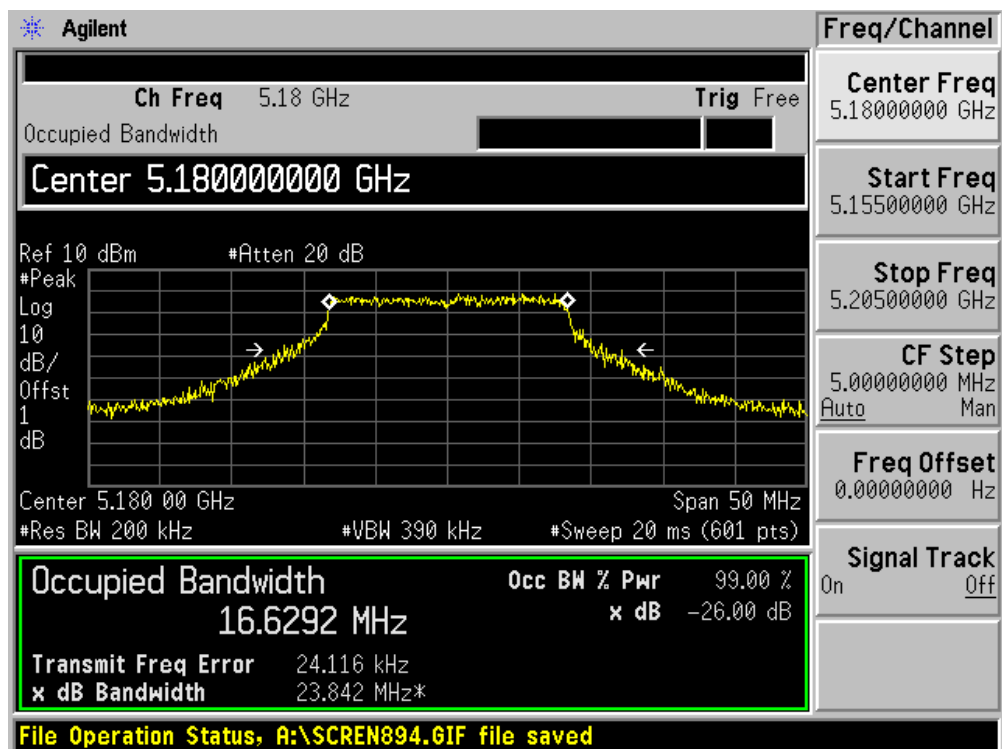 Agilent
Freq/Channel
Ch Freq 5.18 GHz Trig Free
Occupied Bandwidth
Center 5.180000000 GHz
Ref 10 dBm #Atten 20 dB
#Peak
Log
10
dB/
Offst
1
dB
Center 5.180 00 GHz Span 50 MHz
#Res BW 200 kHz #VBW 390 kHz #Sweep 20 ms (601 pts)
Occupied Bandwidth Occ BW % Pwr 99.00 %
16.6292 MHz x dB -26.00 dB
Transmit Freq Error 24.116 kHz
x dB Bandwidth 23.842 MHz*
File Operation Status, A:\SCREN894.GIF file saved
Center Freq
5.18000000 GHz
Start Freq
5.15500000 GHz
Stop Freq
5.20500000 GHz
CF Step
5.00000000 MHz
Auto Man
Freq Offset
0.00000000 Hz
Signal Track
On Off